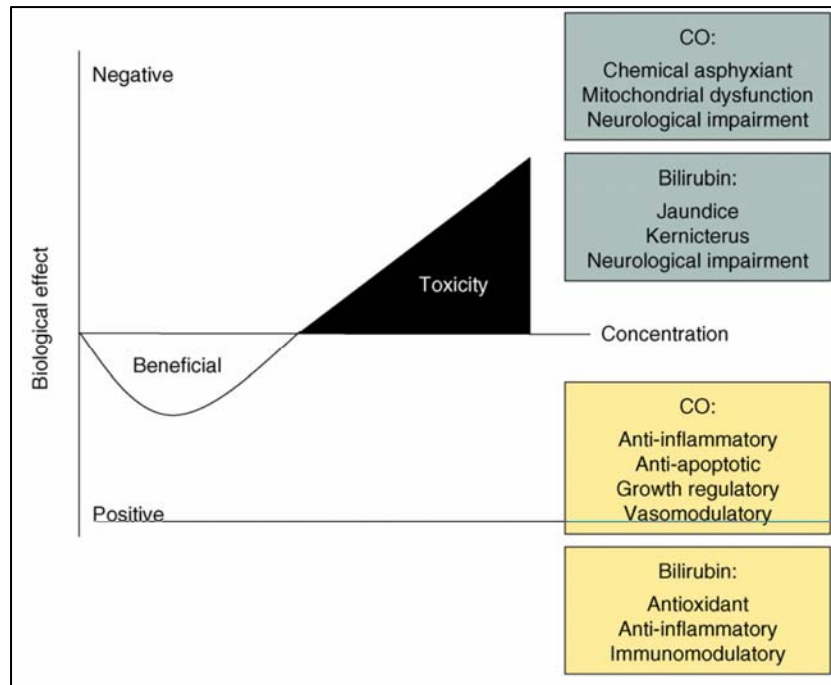 Negative
Biological effect
Beneficial
Toxicity
Concentration
Positive
CO:
Chemical asphyxiant
Mitochondrial dysfunction
Neurological impairment
Bilirubin:
Jaundice
Kernicterus
Neurological impairment
CO:
Anti-inflammatory
Anti-apoptotic
Growth regulatory
Vasomodulatory
Bilirubin:
Antioxidant
Anti-inflammatory
Immunomodulatory